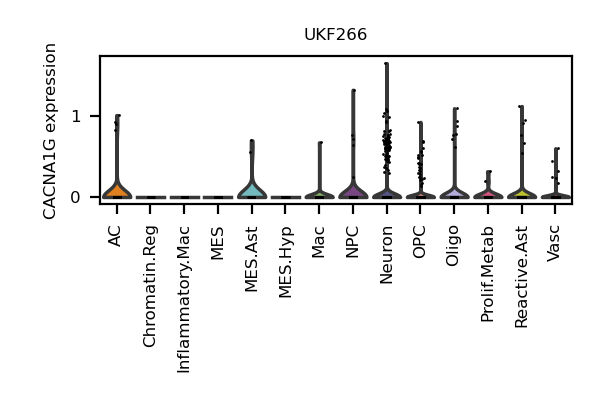 UKF266
CACNA1G expression
1
0
AC
Chromatin.Reg
Inflammatory.Mac
MES
MES.Ast
MES.Hyp
Mac
NPC
Neuron
OPC
Oligo
Prolif.Metab
Reactive.Ast
Vasc